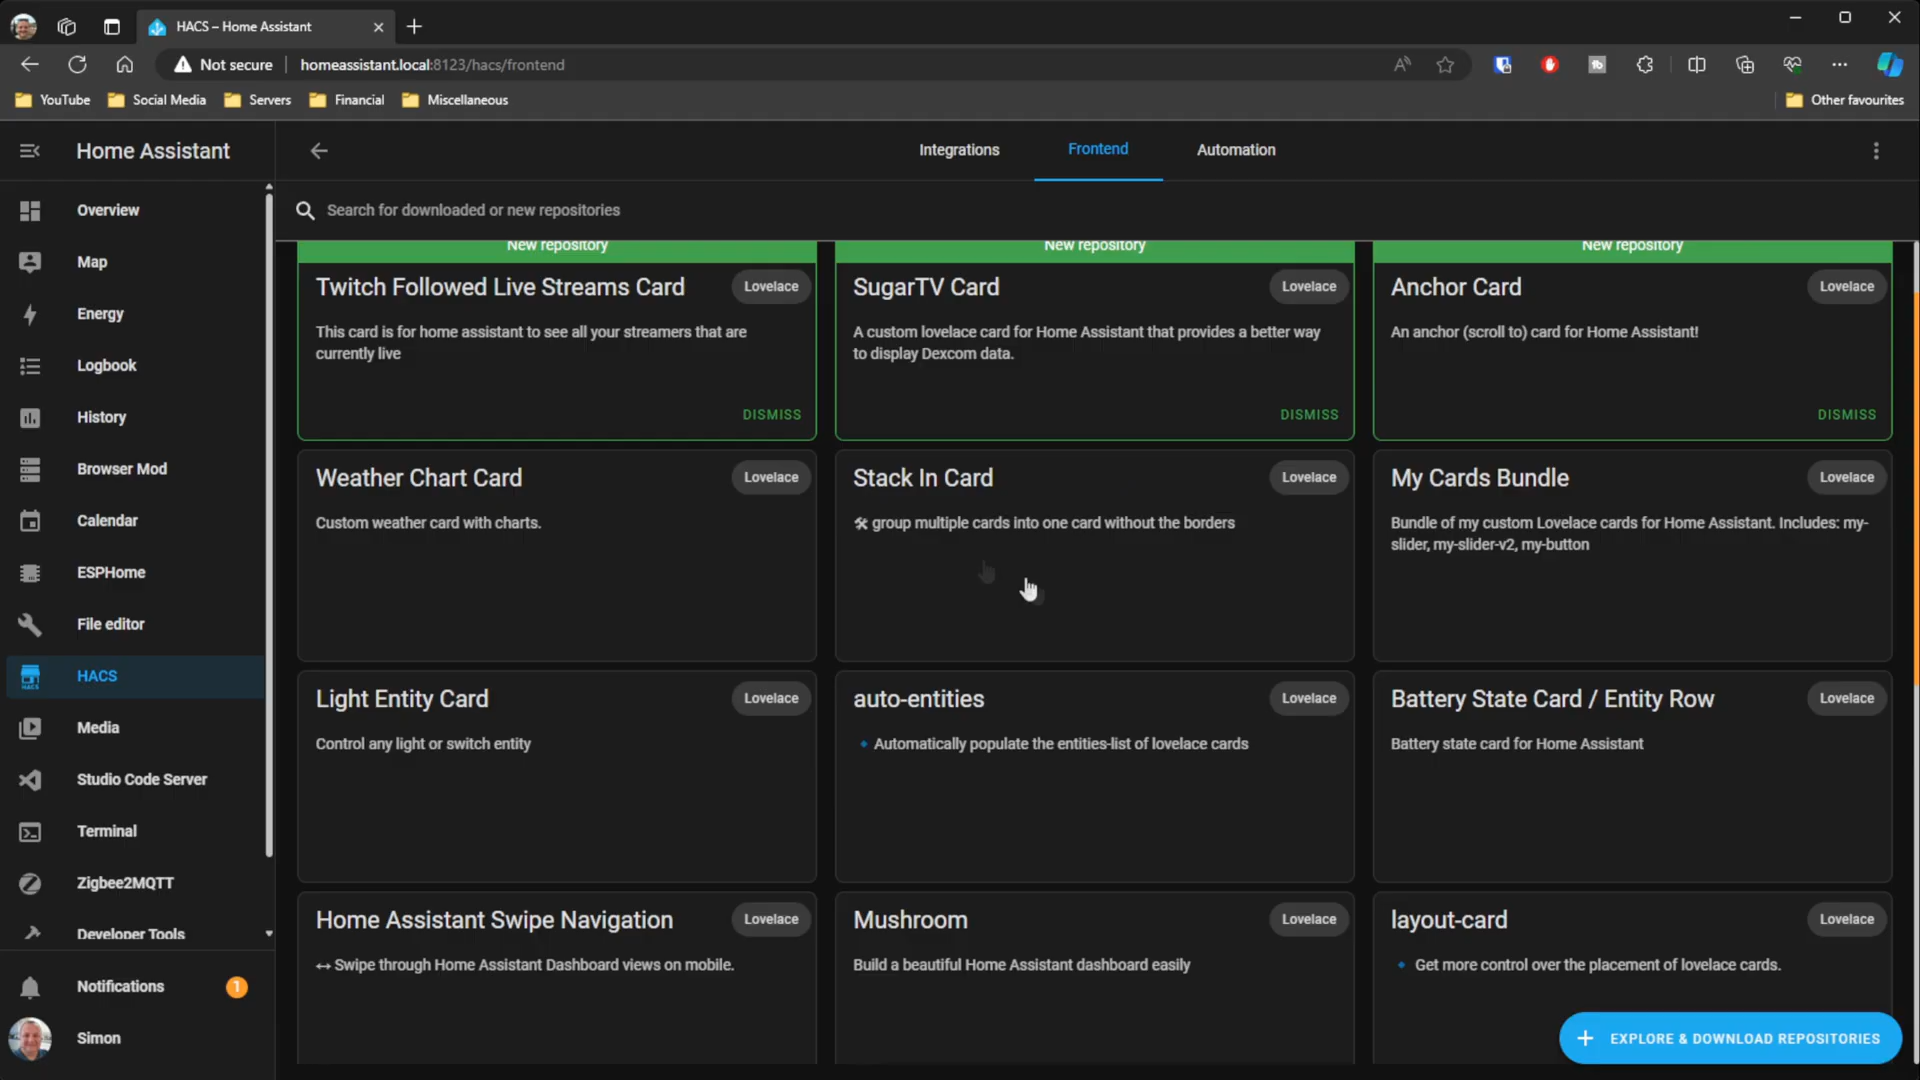 HACS – Home Assistant
Not secure
homeassistant.local:8123/hacs/frontend
YouTube
Social Media
Servers
Financial
Miscellaneous
Other favourites
Home Assistant
Overview
Map
Energy
Logbook
History
Browser Mod
Calendar
ESPHome
File editor
HACS
Media
Studio Code Server
Terminal
Zigbee2MQTT
Developer Tools
Notifications
1
Simon
Integrations
Frontend
Automation
Search for downloaded or new repositories
New repository
Twitch Followed Live Streams Card
Lovelace
This card is for home assistant to see all your streamers that are
currently live
DISMISS
New repository
SugarTV Card
Lovelace
A custom lovelace card for Home Assistant that provides a better way
to display Dexcom data.
DISMISS
New repository
Anchor Card
Lovelace
An anchor (scroll to) card for Home Assistant!
DISMISS
Weather Chart Card
Lovelace
Custom weather card with charts.
Stack In Card
Lovelace
🛠 group multiple cards into one card without the borders
My Cards Bundle
Lovelace
Bundle of my custom Lovelace cards for Home Assistant. Includes: my-
slider, my-slider-v2, my-button
Light Entity Card
Lovelace
Control any light or switch entity
auto-entities
Lovelace
🔹 Automatically populate the entities-list of lovelace cards
Battery State Card / Entity Row
Lovelace
Battery state card for Home Assistant
Home Assistant Swipe Navigation
Lovelace
↔ Swipe through Home Assistant Dashboard views on mobile.
Mushroom
Lovelace
Build a beautiful Home Assistant dashboard easily
layout-card
Lovelace
🔹 Get more control over the placement of lovelace cards.
+ EXPLORE & DOWNLOAD REPOSITORIES